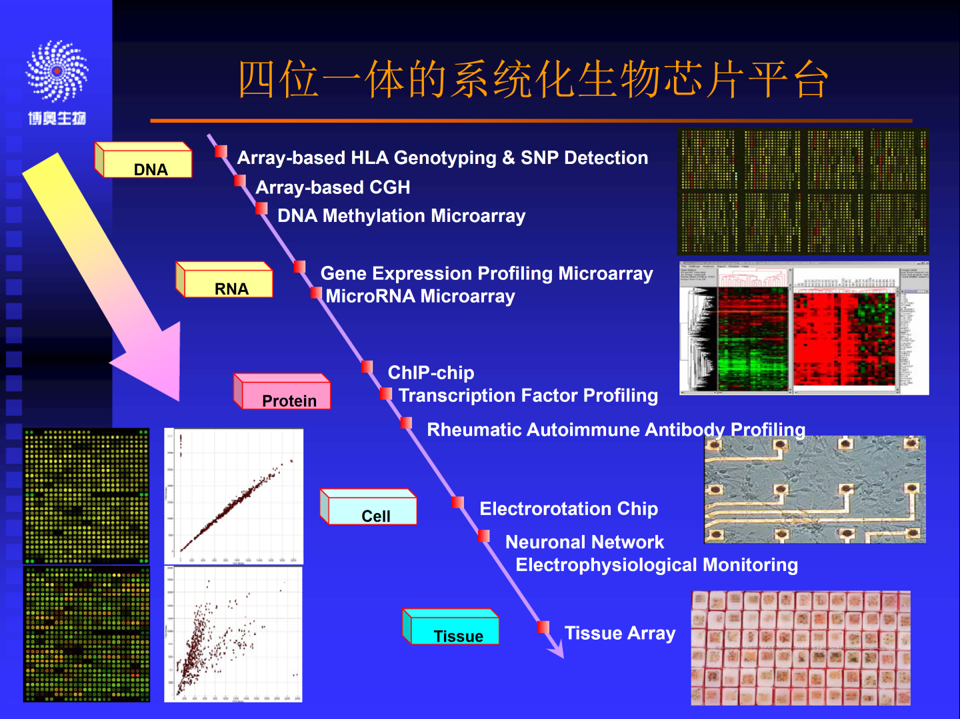 四位一体的系统化生物芯片平台
博奥生物
DNA
Array-based HLA Genotyping & SNP Detection
Array-based CGH
DNA Methylation Microarray
RNA
Gene Expression Profiling Microarray
MicroRNA Microarray
Protein
ChIP-chip
Transcription Factor Profiling
Rheumatic Autoimmune Antibody Profiling
Cell
Electrorotation Chip
Neuronal Network
Electrophysiological Monitoring
Tissue
Tissue Array